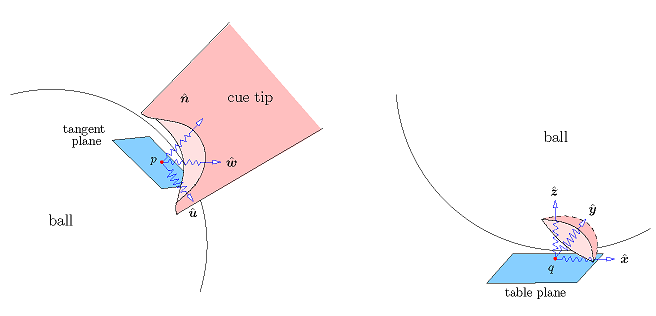 n̂
cue tip
tangent
plane
p
ŵ
û
ball
ball
ẑ
ŷ
x̂
q
table plane